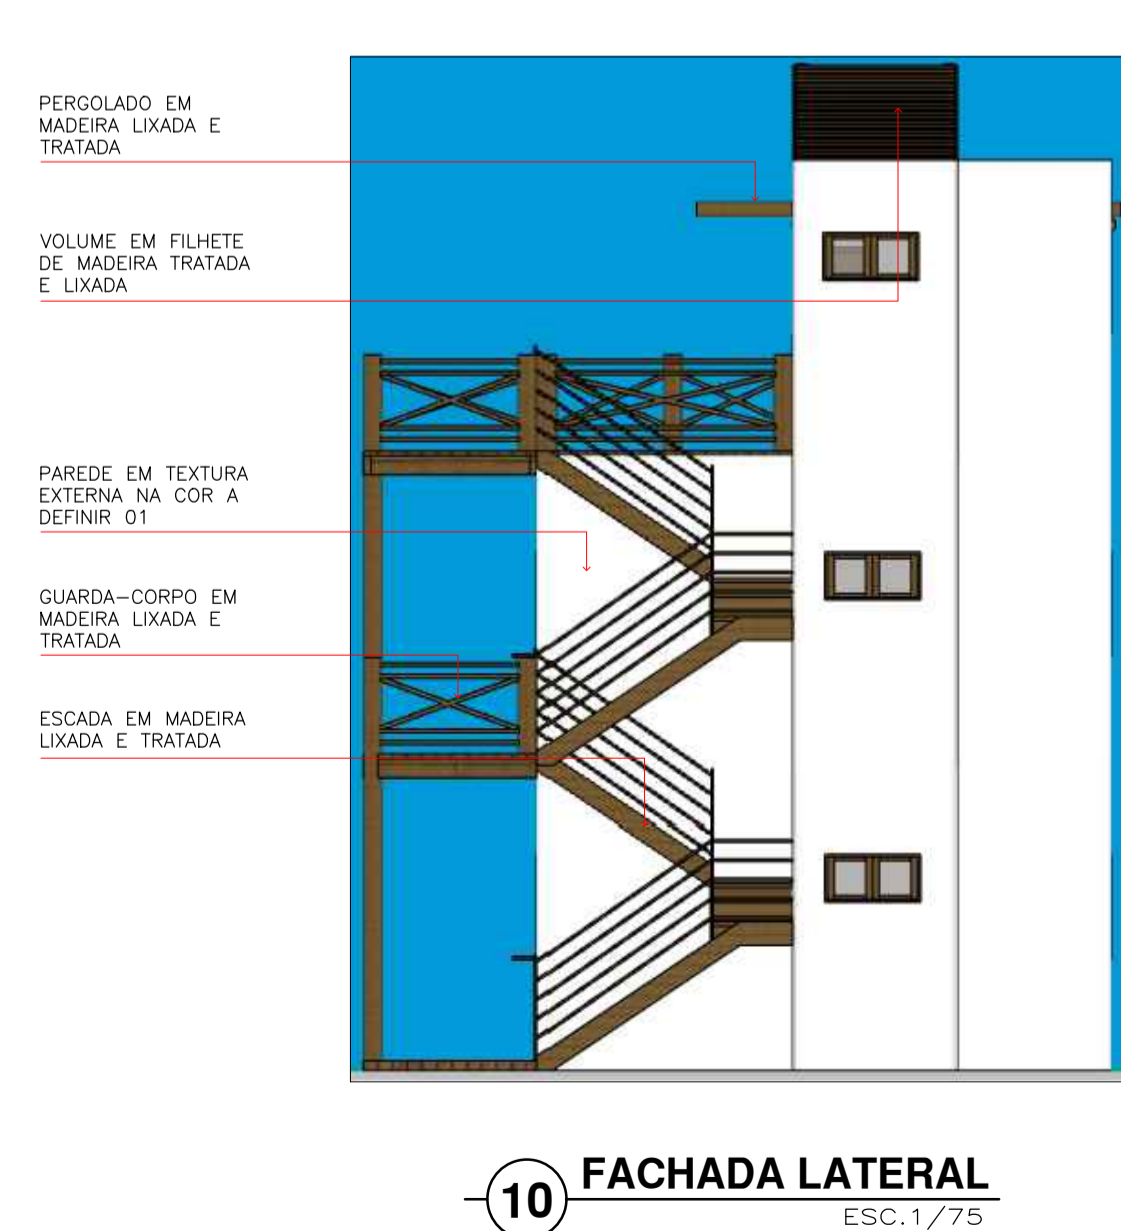 PERGOLADO EM
MADEIRA LIXADA E
TRATADA
VOLUME EM FILHETE
DE MADEIRA TRATADA
E LIXADA
PAREDE EM TEXTURA
EXTERNA NA COR A
DEFINIR 01
GUARDA-CORPO EM
MADEIRA LIXADA E
TRATADA
ESCADA EM MADEIRA
LIXADA E TRATADA
10 FACHADA LATERAL
ESC.1/75